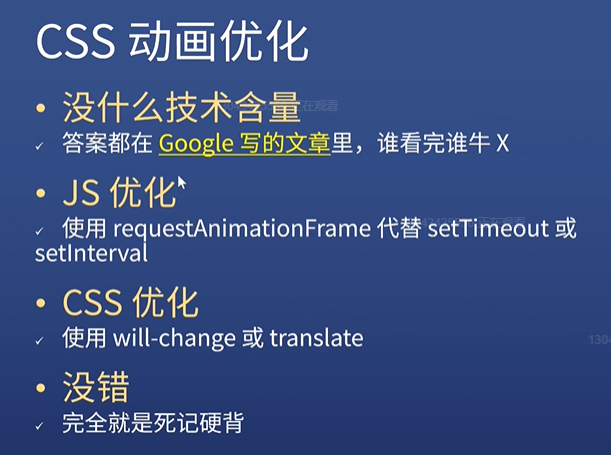 CSS 动画优化
• 没什么技术含量
✓ 答案都在 Google 写的文章里，谁看完谁牛 X
• JS 优化
✓ 使用 requestAnimationFrame 代替 setTimeout 或
setInterval
• CSS 优化
✓ 使用 will-change 或 translate
• 没错
✓ 完全就是死记硬背